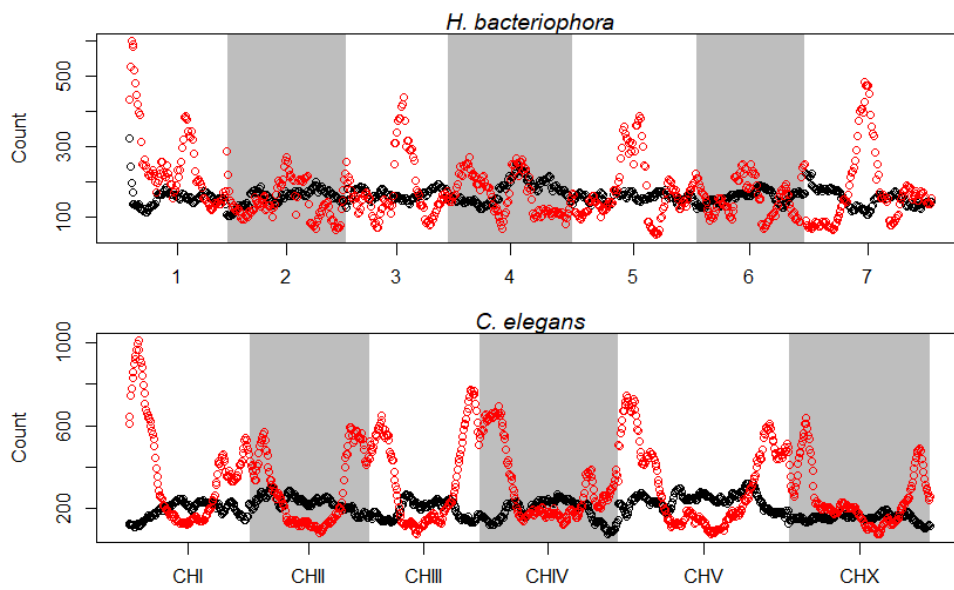 H. bacteriophora
Count
500
300
100
1 2 3 4 5 6 7
C. elegans
Count
1000
600
200
CHI CHII CHIII CHIV CHV CHX